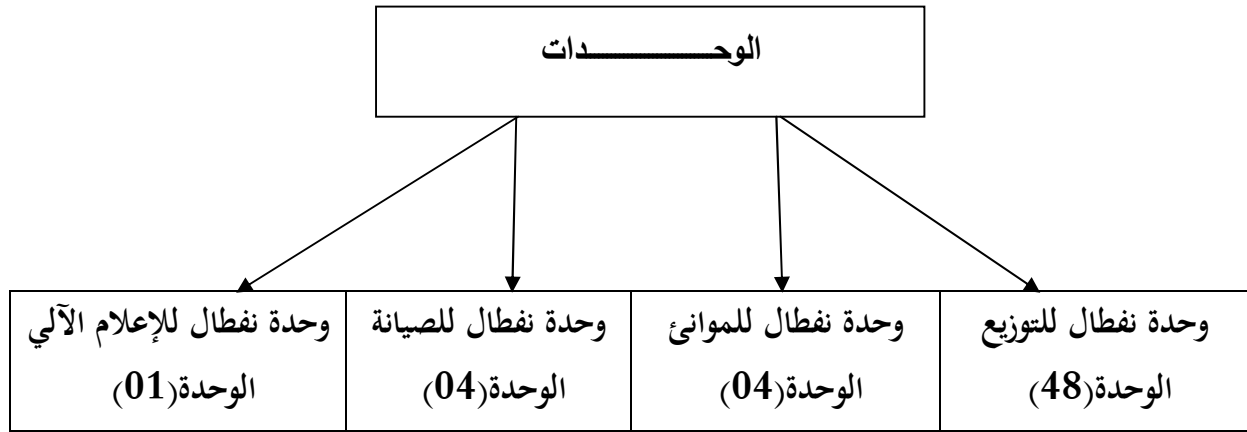 الوحــــــــــدات
وحدة نفطال للتوزيع
الوحدة(48)
وحدة نفطال للموانئ
الوحدة(04)
وحدة نفطال للصيانة
الوحدة(04)
وحدة نفطال للإعلام الآلي
الوحدة(01)